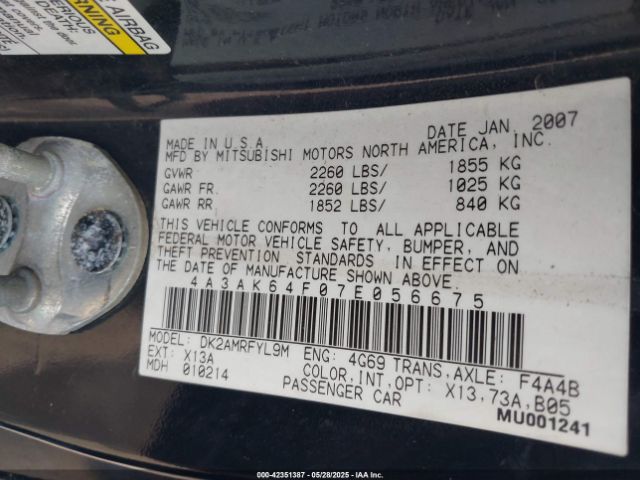 AIRBAG
WARNING
SERIOUS
DEATH.
DATE JAN. 2007
MADE IN U.S.A.
MFD BY MITSUBISHI MOTORS NORTH AMERICA, INC.
GVWR 2260 LBS/ 1855 KG
GAWR FR. 2260 LBS/ 1025 KG
GAWR RR 1852 LBS/ 840 KG
THIS VEHICLE CONFORMS TO ALL APPLICABLE
FEDERAL MOTOR VEHICLE SAFETY, BUMPER, AND
THEFT PREVENTION STANDARDS IN EFFECT ON
THE DATE OF MANUFACTURE SHOWN ABOVE.
4A3AK64F07E056675
MODEL: DK2AMRFYL9M ENG: 4G69 TRANS,AXLE: F4A4B
EXT: X13A COLOR,INT,OPT: X13,73A,B05
MDH 010214 PASSENGER CAR
MU001241
000-42351387 - 05/28/2025 - IAAI, Inc.